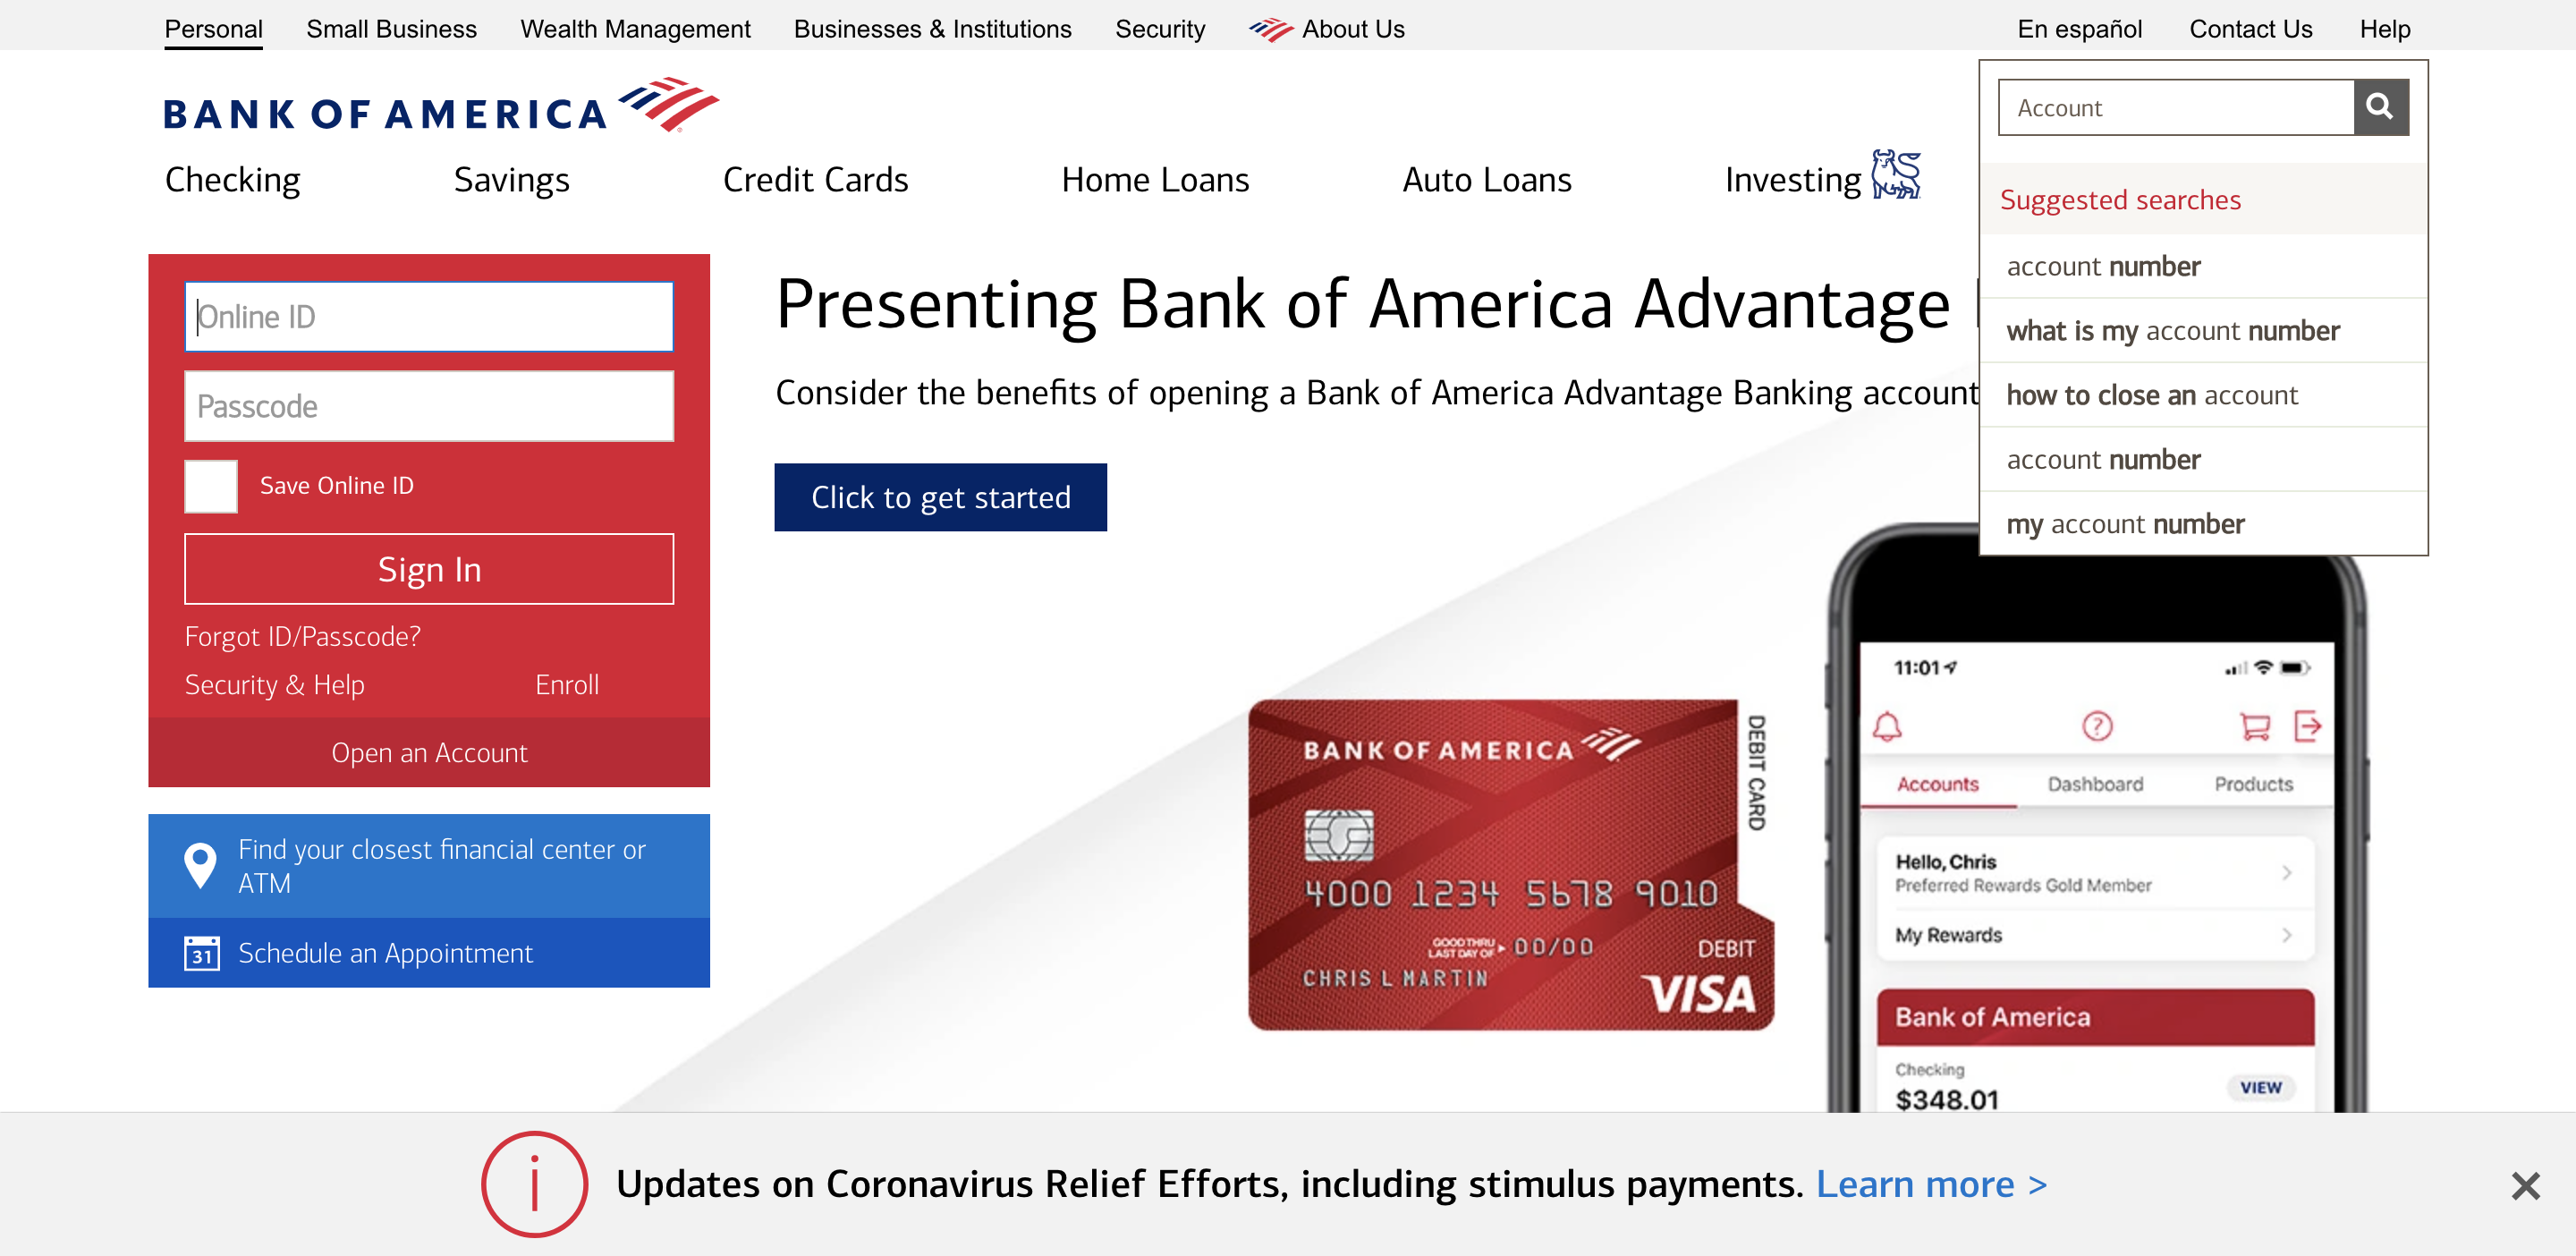 Personal Small Business Wealth Management Businesses & Institutions Security About Us En español Contact Us Help
BANK OF AMERICA
Account
Checking Savings Credit Cards Home Loans Auto Loans Investing
Suggested searches
account number
what is my account number
how to close an account
account number
my account number
Online ID
Passcode
Save Online ID
Sign In
Forgot ID/Passcode?
Security & Help Enroll
Open an Account
Find your closest financial center or
ATM
31
Schedule an Appointment
Presenting Bank of America Advantage
Consider the benefits of opening a Bank of America Advantage Banking account
Click to get started
BANK OF AMERICA
DEBIT CARD
4000 1234 5678 9010
GOOD THRU
LAST DAY OF 00/00
DEBIT
CHRIS L MARTIN
VISA
11:01
Accounts Dashboard Products
Hello, Chris
Preferred Rewards Gold Member
My Rewards
Bank of America
Checking
$348.01
VIEW
Updates on Coronavirus Relief Efforts, including stimulus payments. Learn more >